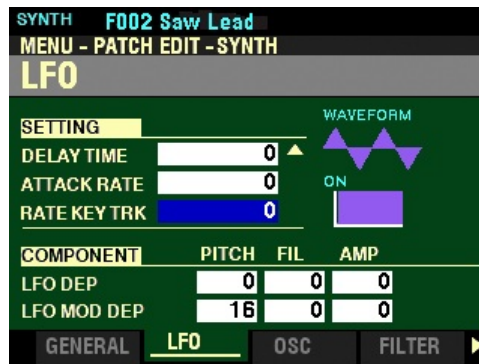 SYNTH F002 Saw Lead
MENU - PATCH EDIT - SYNTH
LFO
SETTING
WAVEFORM
DELAY TIME 0
ATTACK RATE 0
ON
RATE KEY TRK 0
COMPONENT PITCH FIL AMP
LFO DEP 0 0 0
LFO MOD DEP 16 0 0
GENERAL LFO OSC FILTER